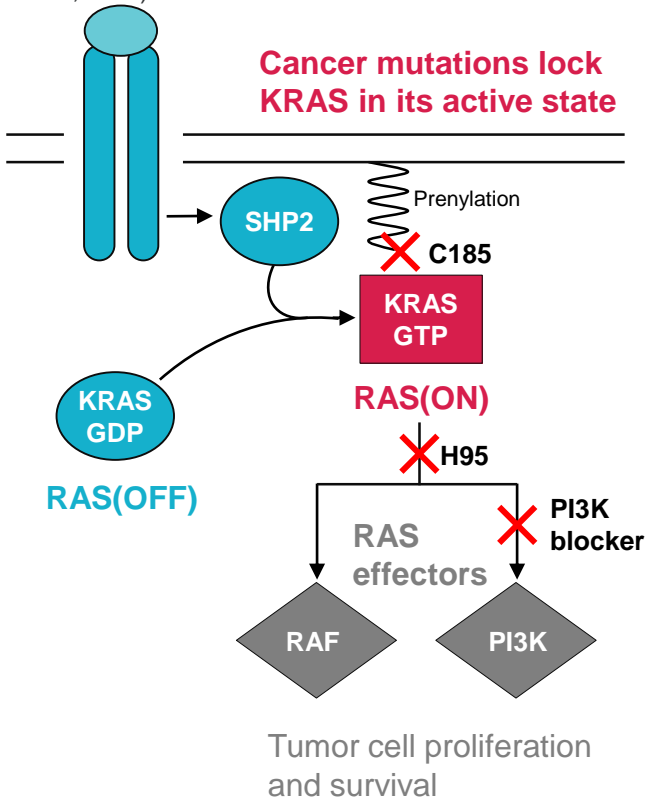 Cancer mutations lock
KRAS in its active state
Prenylation
SHP2
C185
KRAS
GTP
KRAS
GDP
RAS(ON)
H95
RAS(OFF)
PI3K
blocker
RAS
effectors
RAF
PI3K
Tumor cell proliferation
and survival